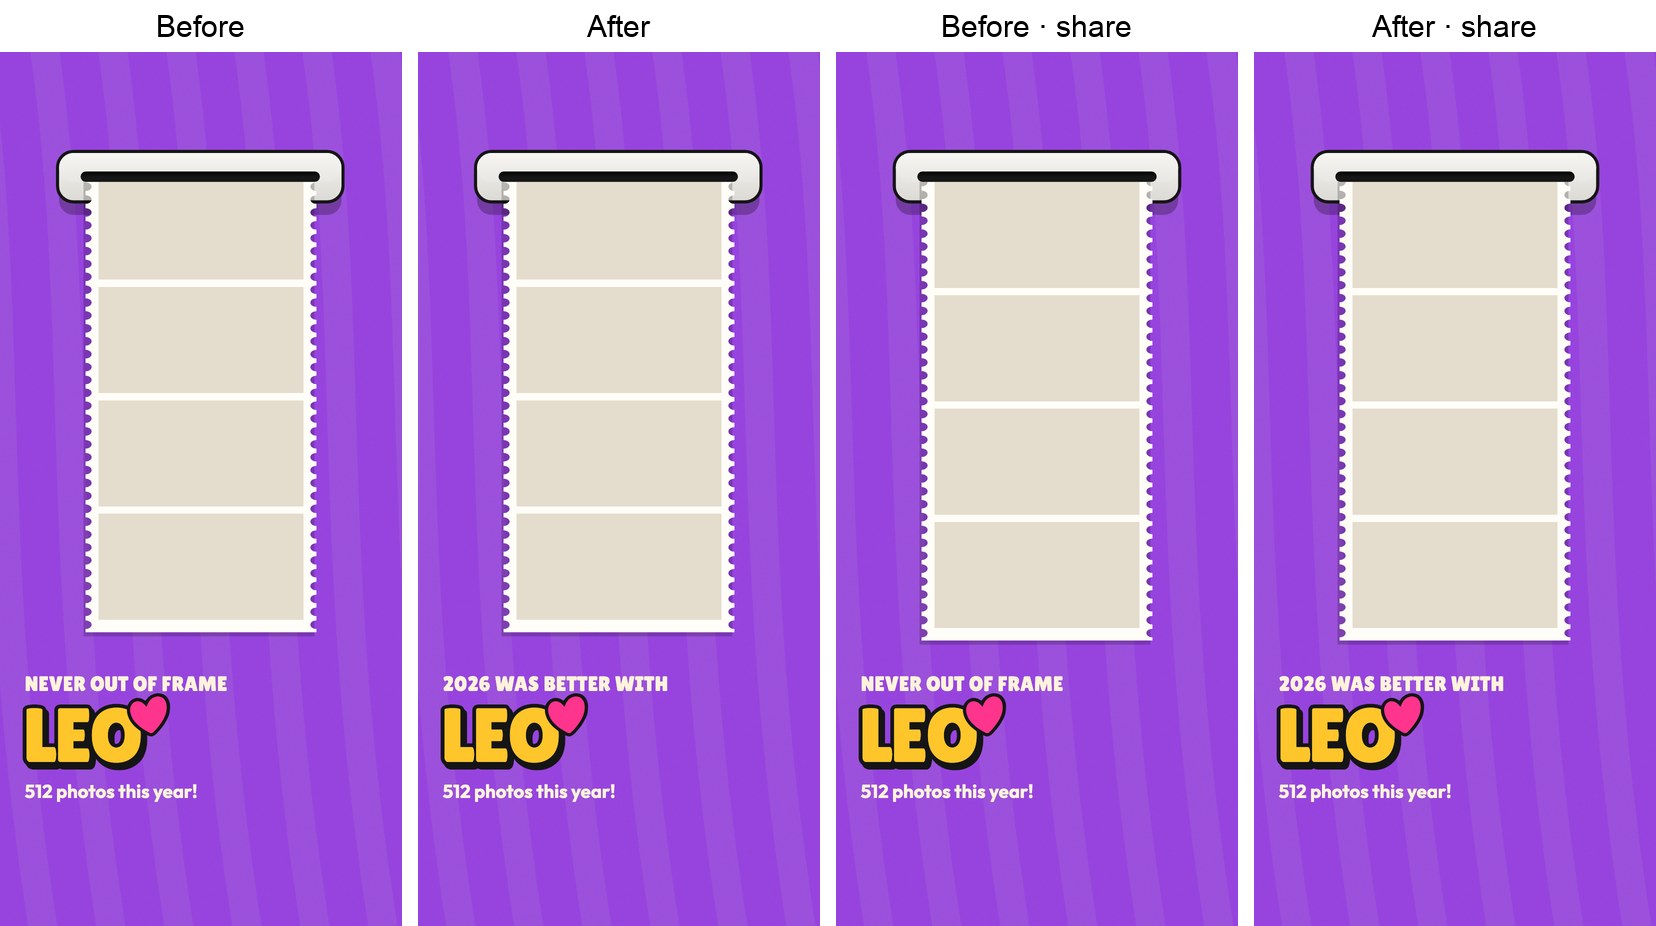 Before
After
Before · share
After · share
NEVER OUT OF FRAME
LEO
512 photos this year!
2026 WAS BETTER WITH
LEO
512 photos this year!
NEVER OUT OF FRAME
LEO
512 photos this year!
2026 WAS BETTER WITH
LEO
512 photos this year!